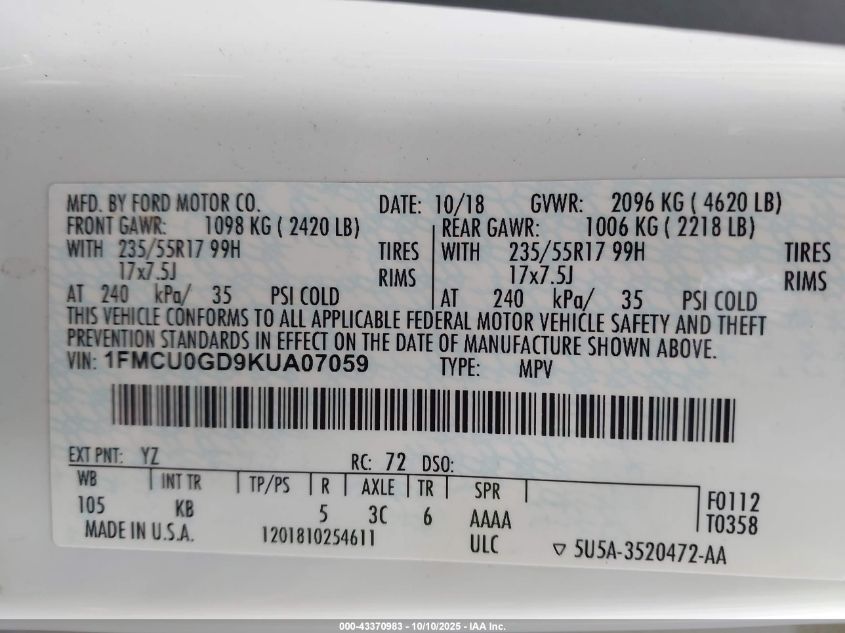 MFD. BY FORD MOTOR CO. DATE: 10/18 GVWR: 2096 KG ( 4620 LB)
FRONT GAWR: 1098 KG ( 2420 LB) REAR GAWR: 1006 KG ( 2218 LB)
WITH 235/55R17 99H TIRES WITH 235/55R17 99H TIRES
17x7.5J RIMS 17x7.5J RIMS
AT 240 kPa/ 35 PSI COLD AT 240 kPa/ 35 PSI COLD
THIS VEHICLE CONFORMS TO ALL APPLICABLE FEDERAL MOTOR VEHICLE SAFETY AND THEFT
PREVENTION STANDARDS IN EFFECT ON THE DATE OF MANUFACTURE SHOWN ABOVE.
VIN: 1FMCU0GD9KUA07059 TYPE: MPV
EXT PNT: YZ RC: 72 DSO:
WB INT TR TP/PS R AXLE TR SPR
105 KB 5 3C 6 AAAA
F0112
T0358
MADE IN U.S.A. 1201810254611 ULC ▽ 5U5A-3520472-AA
000-43370983 - 10/10/2025 - IAA Inc.